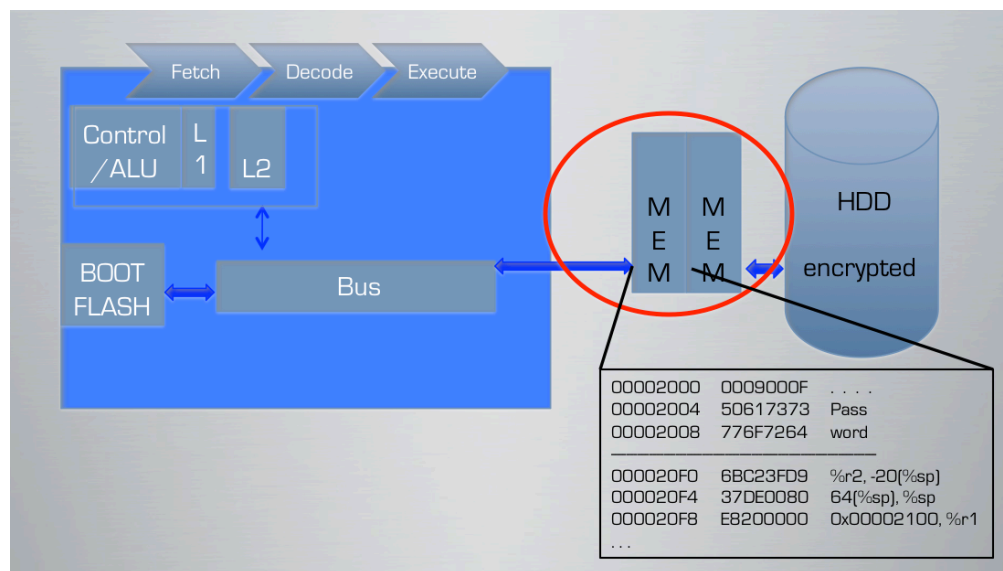 Fetch
Decode
Execute
Control
/ALU
L
1
L2
BOOT
FLASH
Bus
M
E
M
M
E
M
HDD
encrypted
00002000 0009000F . . . .
00002004 50617373 Pass
00002008 776F7264 word
000020F0 6BC23FD9 %r2, -20(%sp)
000020F4 37DE0080 64(%sp), %sp
000020F8 E8200000 0x00002100, %r1
. . .